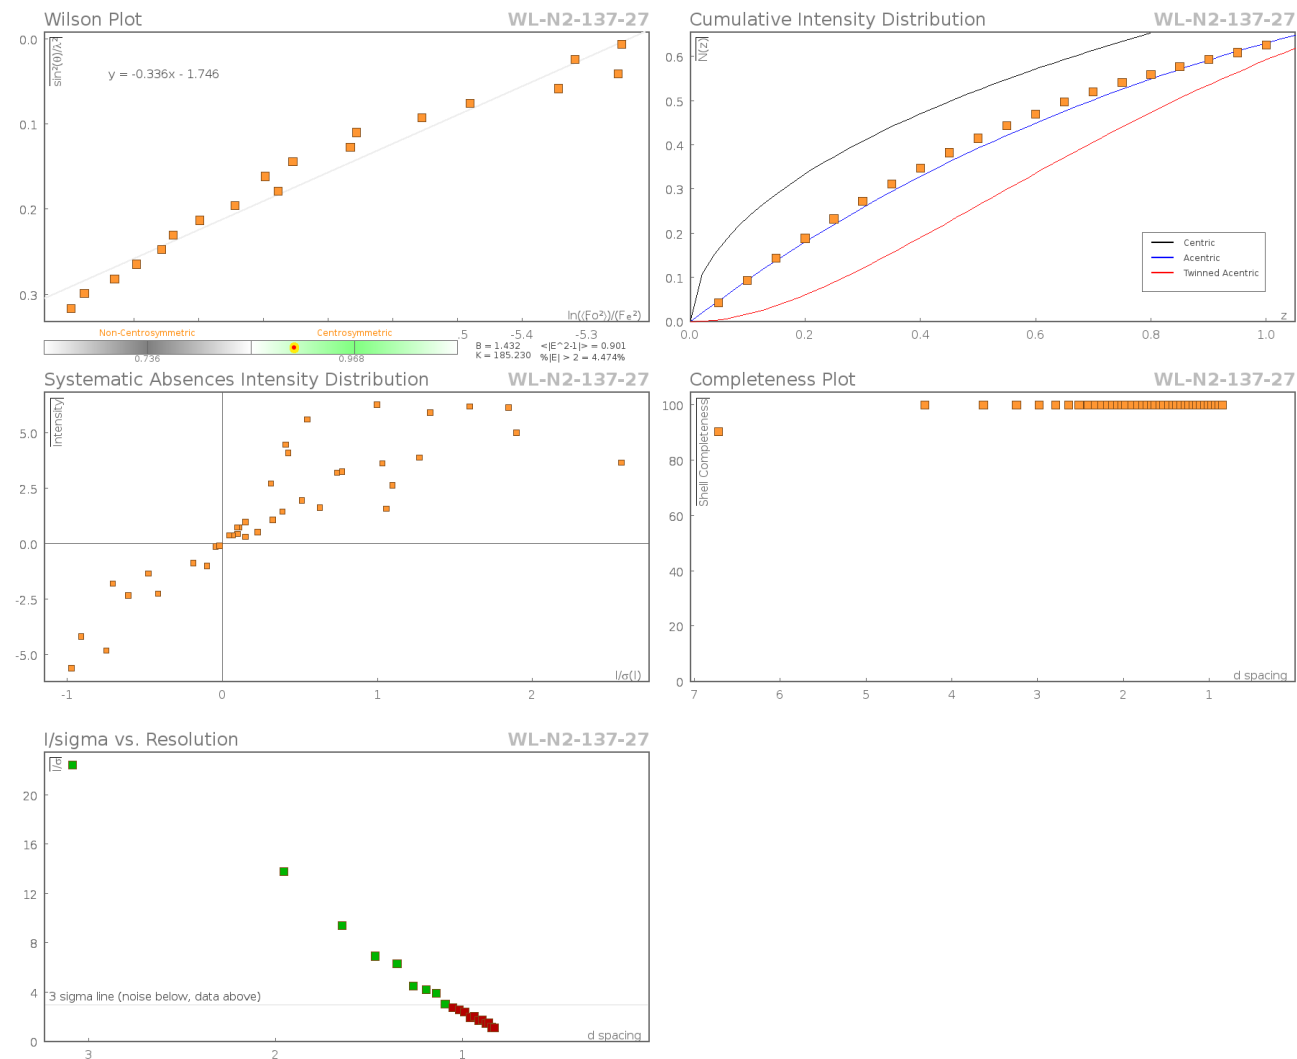 Wilson Plot WL-N2-137-27
sin²(θ)/λ²
0.0
0.1
0.2
0.3
y = -0.336x - 1.746
ln(⟨Fo²⟩)/(Fe²)
5 -5.4 -5.3
Non-Centrosymmetric Centrosymmetric
0.736 0.968
B = 1.432 <|E^2-1|> = 0.901
K = 185.230 %|E| > 2 = 4.474%
Cumulative Intensity Distribution WL-N2-137-27
N(z)
0.6
0.5
0.4
0.3
0.2
0.1
0.0
Centric
Acentric
Twinned Acentric
z
0.0 0.2 0.4 0.6 0.8 1.0
Systematic Absences Intensity Distribution WL-N2-137-27
Intensity
5.0
2.5
0.0
-2.5
-5.0
I/σ(I)
-1 0 1 2
Completeness Plot WL-N2-137-27
Shell Completeness
100
80
60
40
20
0
d spacing
7 6 5 4 3 2 1
I/sigma vs. Resolution WL-N2-137-27
I/σ
20
16
12
8
4
0
3 sigma line (noise below, data above)
d spacing
3 2 1